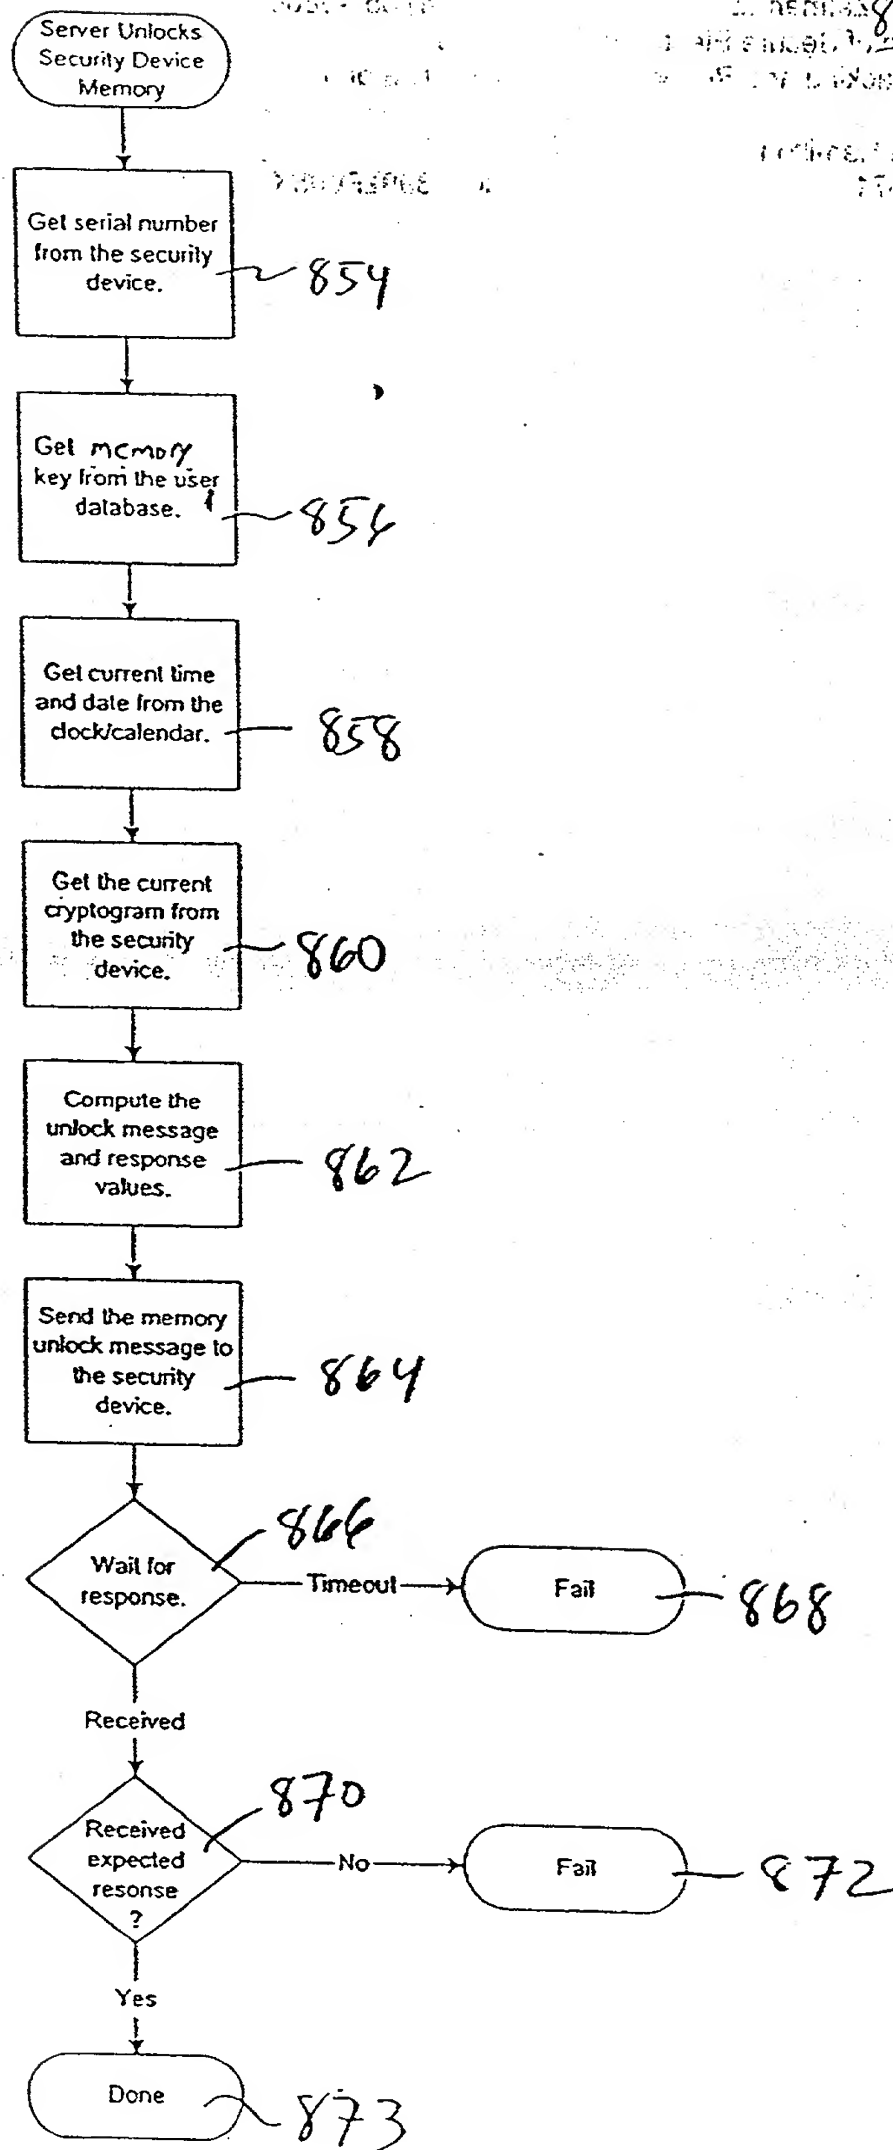 Server Unlocks
Security Device
Memory
Get serial number
from the security
device.
854
Get memory
key from the user
database.
856
Get current time
and date from the
clock/calendar.
858
Get the current
cryptogram from
the security
device.
860
Compute the
unlock message
and response
values.
862
Send the memory
unlock message to
the security
device.
864
866
Wait for
response.
Timeout
Fail
868
Received
870
Received
expected
resonse
?
No
Fail
872
Yes
Done
873